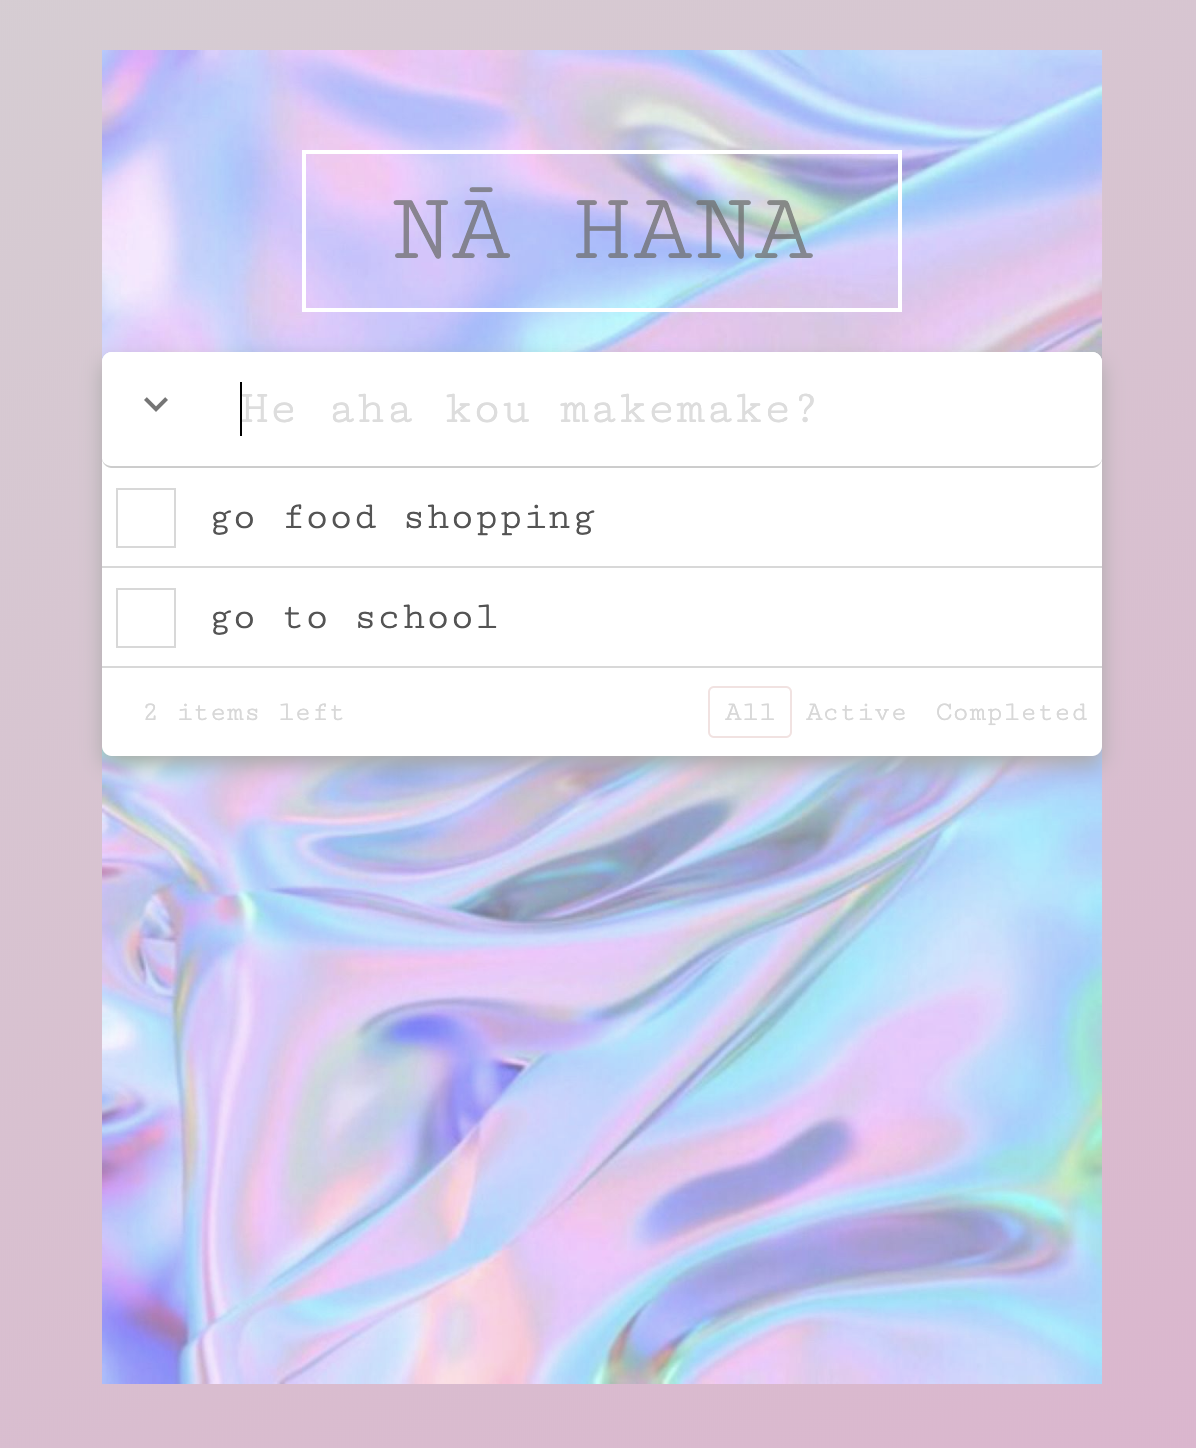 NĀ HANA
He aha kou makemake?
go food shopping
go to school
2 items left All Active Completed